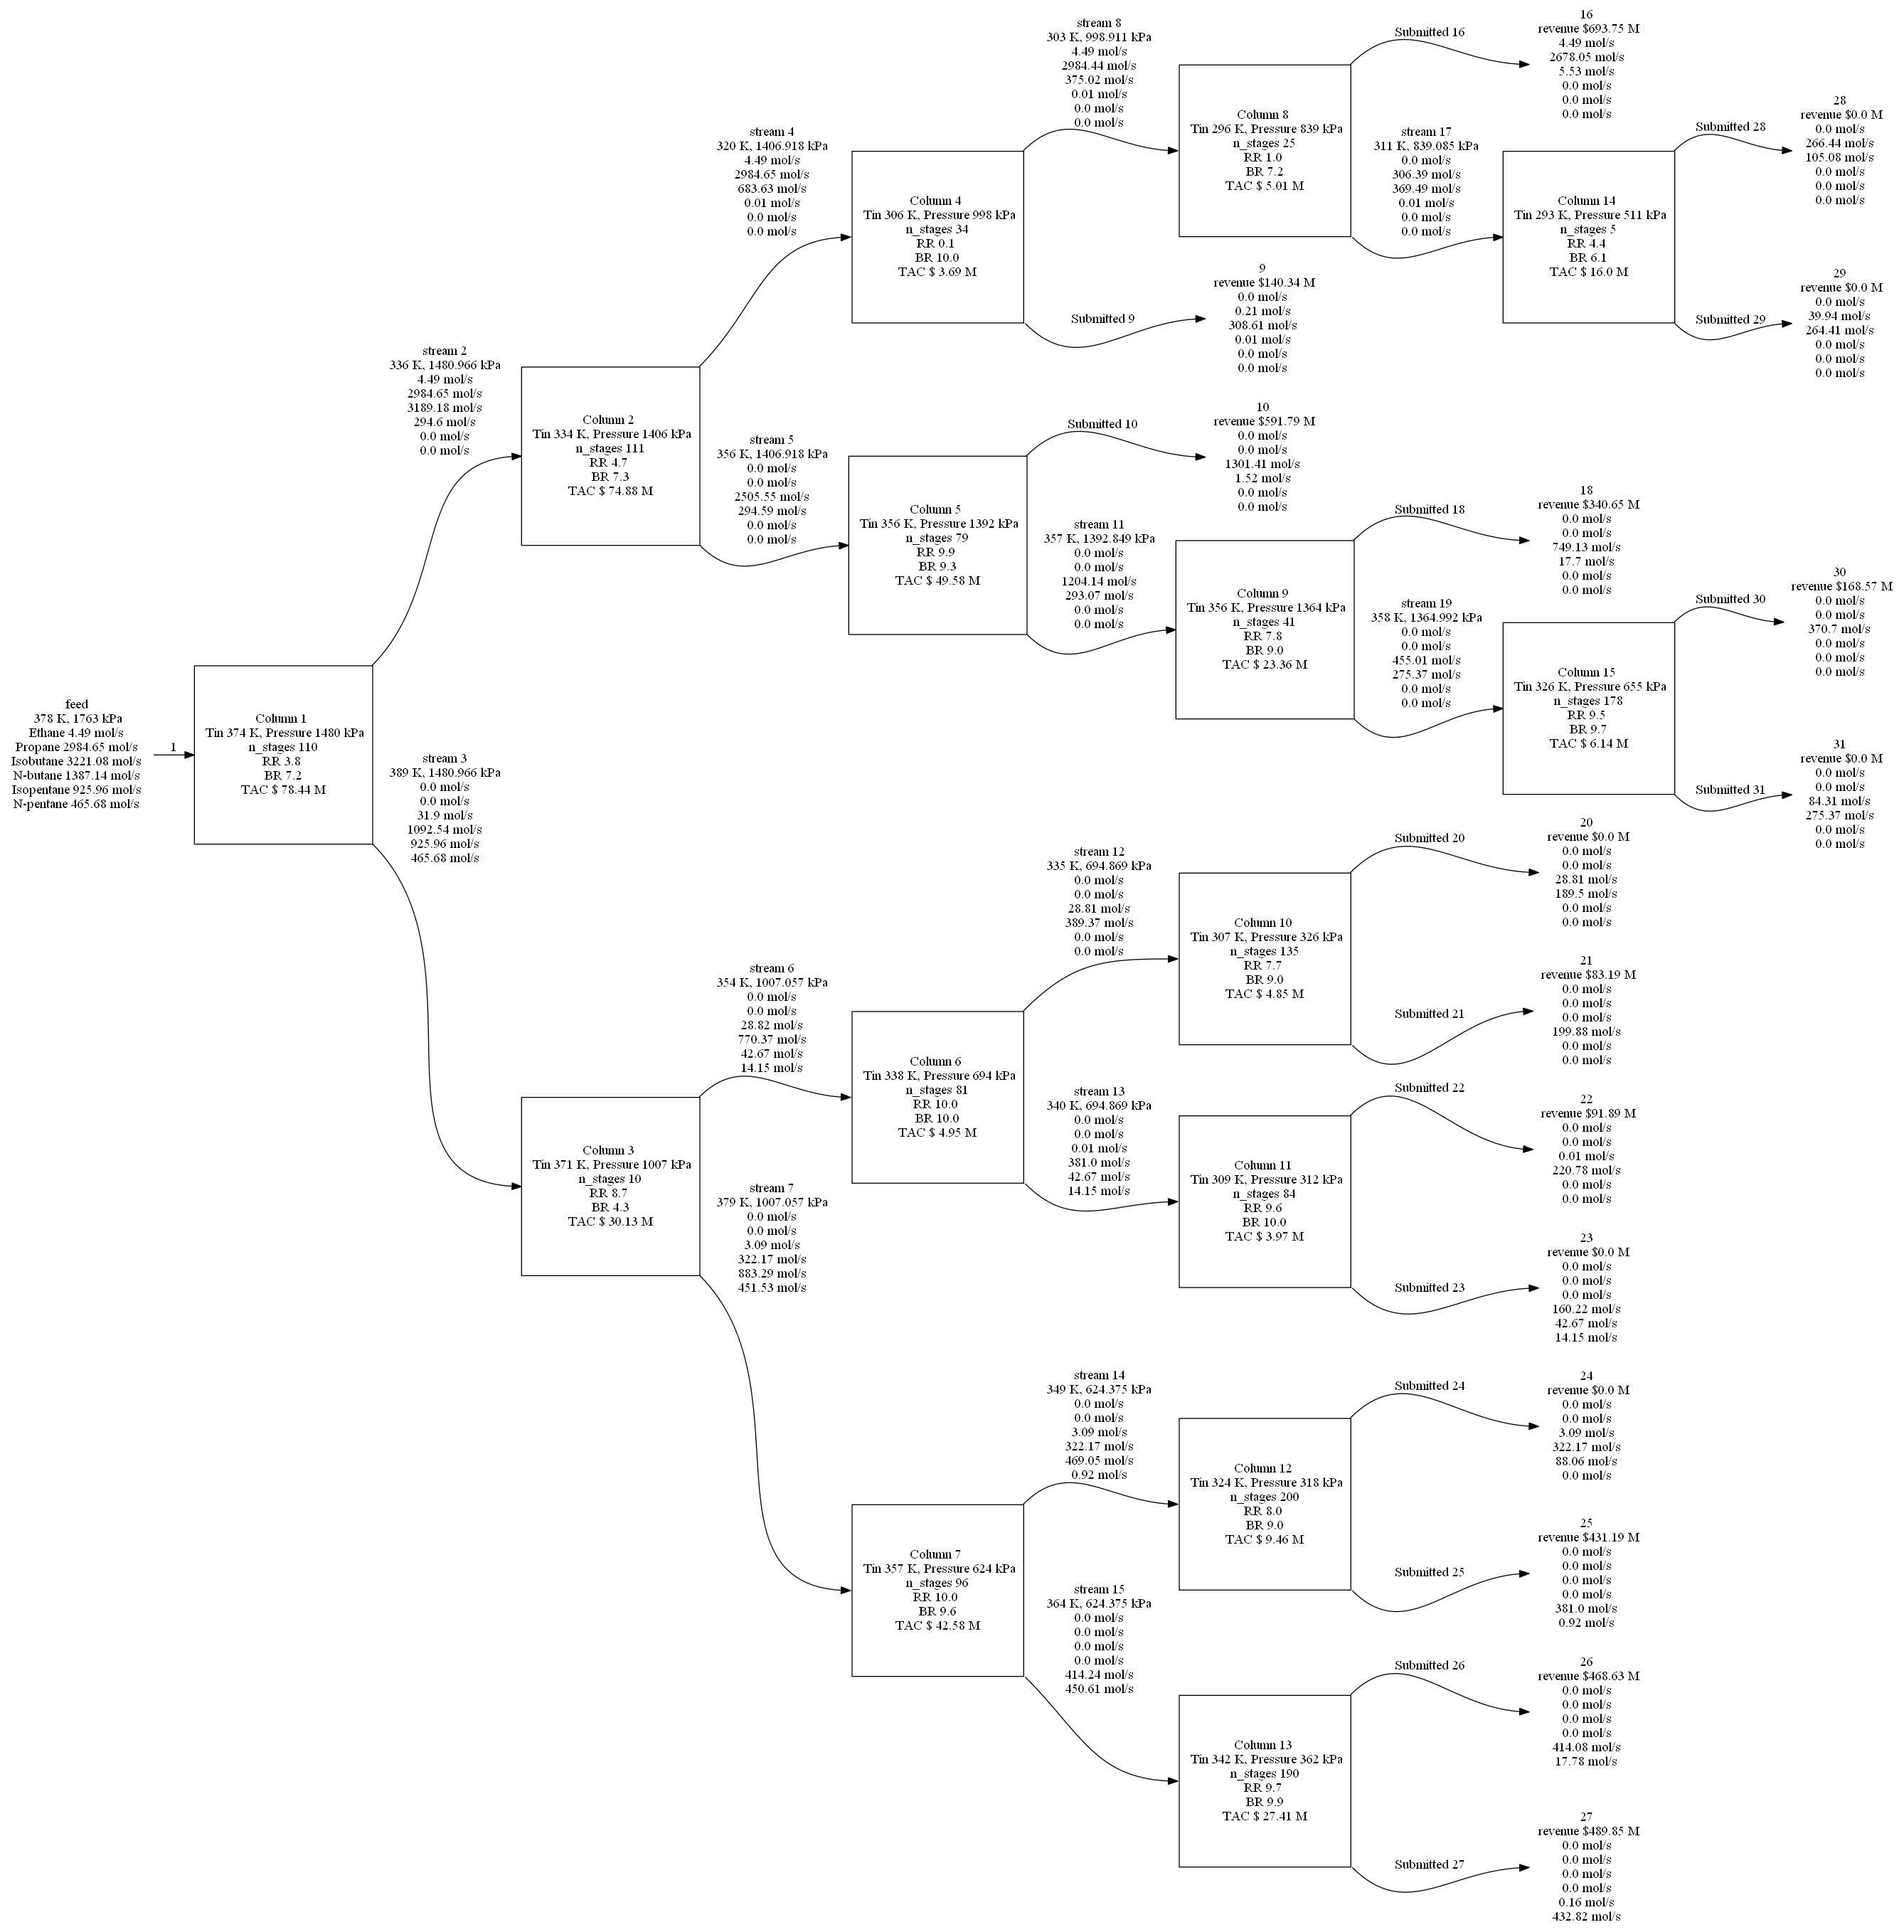 feed
378 K, 1763 kPa
Ethane 4.49 mol/s
Propane 2984.65 mol/s
Isobutane 3221.08 mol/s
N-butane 1387.14 mol/s
Isopentane 925.96 mol/s
N-pentane 465.68 mol/s
1
Column 1
Tin 374 K, Pressure 1480 kPa
n_stages 110
RR 3.8
BR 7.2
TAC $ 78.44 M
stream 2
336 K, 1480.966 kPa
4.49 mol/s
2984.65 mol/s
3189.18 mol/s
294.6 mol/s
0.0 mol/s
0.0 mol/s
stream 3
389 K, 1480.966 kPa
0.0 mol/s
0.0 mol/s
31.9 mol/s
1092.54 mol/s
925.96 mol/s
465.68 mol/s
Column 2
Tin 334 K, Pressure 1406 kPa
n_stages 111
RR 4.7
BR 7.3
TAC $ 74.88 M
Column 3
Tin 371 K, Pressure 1007 kPa
n_stages 10
RR 8.7
BR 4.3
TAC $ 30.13 M
stream 4
320 K, 1406.918 kPa
4.49 mol/s
2984.65 mol/s
683.63 mol/s
0.01 mol/s
0.0 mol/s
0.0 mol/s
stream 5
356 K, 1406.918 kPa
0.0 mol/s
0.0 mol/s
2505.55 mol/s
294.59 mol/s
0.0 mol/s
0.0 mol/s
stream 6
354 K, 1007.057 kPa
0.0 mol/s
0.0 mol/s
28.82 mol/s
770.37 mol/s
42.67 mol/s
14.15 mol/s
stream 7
379 K, 1007.057 kPa
0.0 mol/s
0.0 mol/s
3.09 mol/s
322.17 mol/s
883.29 mol/s
451.53 mol/s
Column 4
Tin 306 K, Pressure 998 kPa
n_stages 34
RR 0.1
BR 10.0
TAC $ 3.69 M
Column 5
Tin 356 K, Pressure 1392 kPa
n_stages 79
RR 9.9
BR 9.3
TAC $ 49.58 M
Column 6
Tin 338 K, Pressure 694 kPa
n_stages 81
RR 10.0
BR 10.0
TAC $ 4.95 M
Column 7
Tin 357 K, Pressure 624 kPa
n_stages 96
RR 10.0
BR 9.6
TAC $ 42.58 M
stream 8
303 K, 998.911 kPa
4.49 mol/s
2984.44 mol/s
375.02 mol/s
0.01 mol/s
0.0 mol/s
0.0 mol/s
Submitted 9
9
revenue $140.34 M
0.0 mol/s
0.21 mol/s
308.61 mol/s
0.01 mol/s
0.0 mol/s
0.0 mol/s
Submitted 10
10
revenue $591.79 M
0.0 mol/s
0.0 mol/s
1301.41 mol/s
1.52 mol/s
0.0 mol/s
0.0 mol/s
stream 11
357 K, 1392.849 kPa
0.0 mol/s
0.0 mol/s
1204.14 mol/s
293.07 mol/s
0.0 mol/s
0.0 mol/s
stream 12
335 K, 694.869 kPa
0.0 mol/s
0.0 mol/s
28.81 mol/s
389.37 mol/s
0.0 mol/s
0.0 mol/s
stream 13
340 K, 694.869 kPa
0.0 mol/s
0.0 mol/s
0.01 mol/s
381.0 mol/s
42.67 mol/s
14.15 mol/s
stream 14
349 K, 624.375 kPa
0.0 mol/s
0.0 mol/s
3.09 mol/s
322.17 mol/s
469.05 mol/s
0.92 mol/s
stream 15
364 K, 624.375 kPa
0.0 mol/s
0.0 mol/s
0.0 mol/s
0.0 mol/s
414.24 mol/s
450.61 mol/s
Column 8
Tin 296 K, Pressure 839 kPa
n_stages 25
RR 1.0
BR 7.2
TAC $ 5.01 M
Column 9
Tin 356 K, Pressure 1364 kPa
n_stages 41
RR 7.8
BR 9.0
TAC $ 23.36 M
Column 10
Tin 307 K, Pressure 326 kPa
n_stages 135
RR 7.7
BR 9.0
TAC $ 4.85 M
Column 11
Tin 309 K, Pressure 312 kPa
n_stages 84
RR 9.6
BR 10.0
TAC $ 3.97 M
Column 12
Tin 324 K, Pressure 318 kPa
n_stages 200
RR 8.0
BR 9.0
TAC $ 9.46 M
Column 13
Tin 342 K, Pressure 362 kPa
n_stages 190
RR 9.7
BR 9.9
TAC $ 27.41 M
Submitted 16
16
revenue $693.75 M
4.49 mol/s
2678.05 mol/s
5.53 mol/s
0.0 mol/s
0.0 mol/s
0.0 mol/s
stream 17
311 K, 839.085 kPa
0.0 mol/s
306.39 mol/s
369.49 mol/s
0.01 mol/s
0.0 mol/s
0.0 mol/s
Submitted 18
18
revenue $340.65 M
0.0 mol/s
0.0 mol/s
749.13 mol/s
17.7 mol/s
0.0 mol/s
0.0 mol/s
stream 19
358 K, 1364.992 kPa
0.0 mol/s
0.0 mol/s
455.01 mol/s
275.37 mol/s
0.0 mol/s
0.0 mol/s
Submitted 20
20
revenue $0.0 M
0.0 mol/s
0.0 mol/s
28.81 mol/s
189.5 mol/s
0.0 mol/s
0.0 mol/s
Submitted 21
21
revenue $83.19 M
0.0 mol/s
0.0 mol/s
0.0 mol/s
199.88 mol/s
0.0 mol/s
0.0 mol/s
Submitted 22
22
revenue $91.89 M
0.0 mol/s
0.0 mol/s
0.01 mol/s
220.78 mol/s
0.0 mol/s
0.0 mol/s
Submitted 23
23
revenue $0.0 M
0.0 mol/s
0.0 mol/s
0.0 mol/s
160.22 mol/s
42.67 mol/s
14.15 mol/s
Submitted 24
24
revenue $0.0 M
0.0 mol/s
0.0 mol/s
3.09 mol/s
322.17 mol/s
88.06 mol/s
0.0 mol/s
Submitted 25
25
revenue $431.19 M
0.0 mol/s
0.0 mol/s
0.0 mol/s
0.0 mol/s
381.0 mol/s
0.92 mol/s
Submitted 26
26
revenue $468.63 M
0.0 mol/s
0.0 mol/s
0.0 mol/s
0.0 mol/s
414.08 mol/s
17.78 mol/s
Submitted 27
27
revenue $489.85 M
0.0 mol/s
0.0 mol/s
0.0 mol/s
0.0 mol/s
0.16 mol/s
432.82 mol/s
Column 14
Tin 293 K, Pressure 511 kPa
n_stages 5
RR 4.4
BR 6.1
TAC $ 16.0 M
Column 15
Tin 326 K, Pressure 655 kPa
n_stages 178
RR 9.5
BR 9.7
TAC $ 6.14 M
Submitted 28
28
revenue $0.0 M
0.0 mol/s
266.44 mol/s
105.08 mol/s
0.0 mol/s
0.0 mol/s
0.0 mol/s
Submitted 29
29
revenue $0.0 M
0.0 mol/s
39.94 mol/s
264.41 mol/s
0.0 mol/s
0.0 mol/s
0.0 mol/s
Submitted 30
30
revenue $168.57 M
0.0 mol/s
0.0 mol/s
370.7 mol/s
0.0 mol/s
0.0 mol/s
0.0 mol/s
Submitted 31
31
revenue $0.0 M
0.0 mol/s
0.0 mol/s
84.31 mol/s
275.37 mol/s
0.0 mol/s
0.0 mol/s